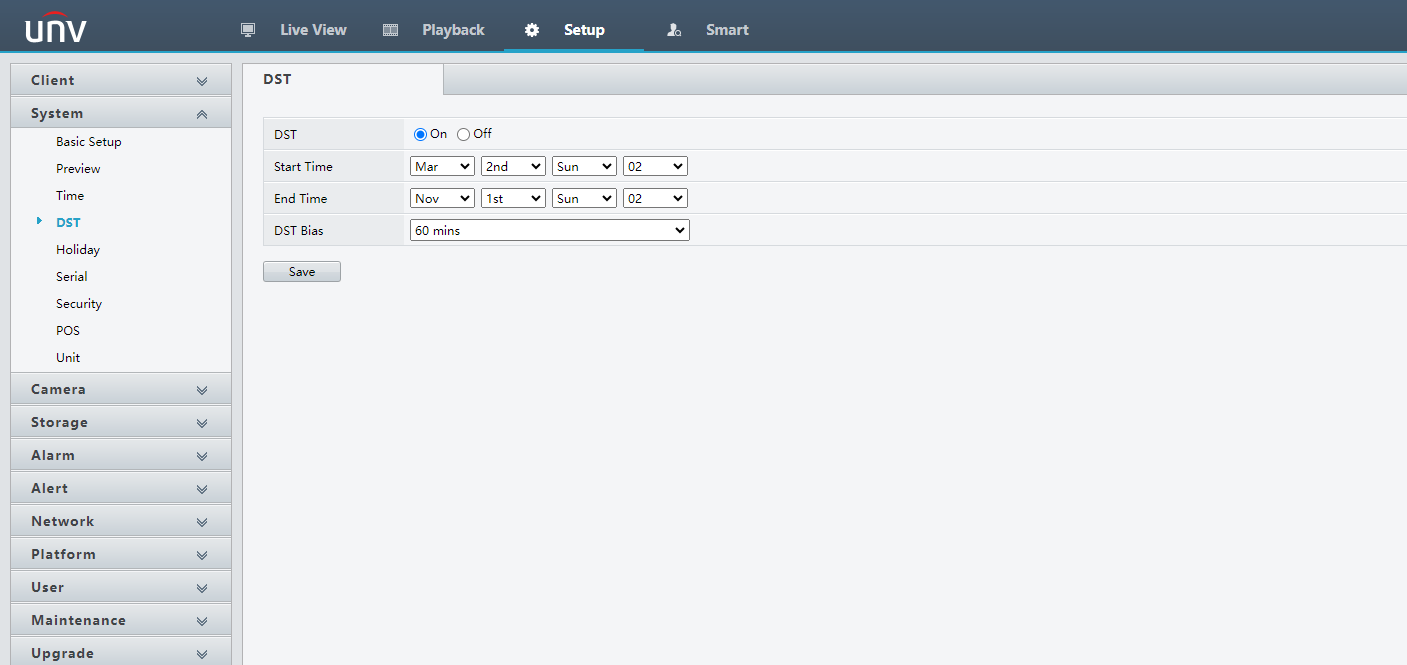 unv
Live View
Playback
Setup
Smart
Client
System
Basic Setup
Preview
Time
DST
Holiday
Serial
Security
POS
Unit
Camera
Storage
Alarm
Alert
Network
Platform
User
Maintenance
Upgrade
DST
DST On Off
Start Time Mar 2nd Sun 02
End Time Nov 1st Sun 02
DST Bias 60 mins
Save